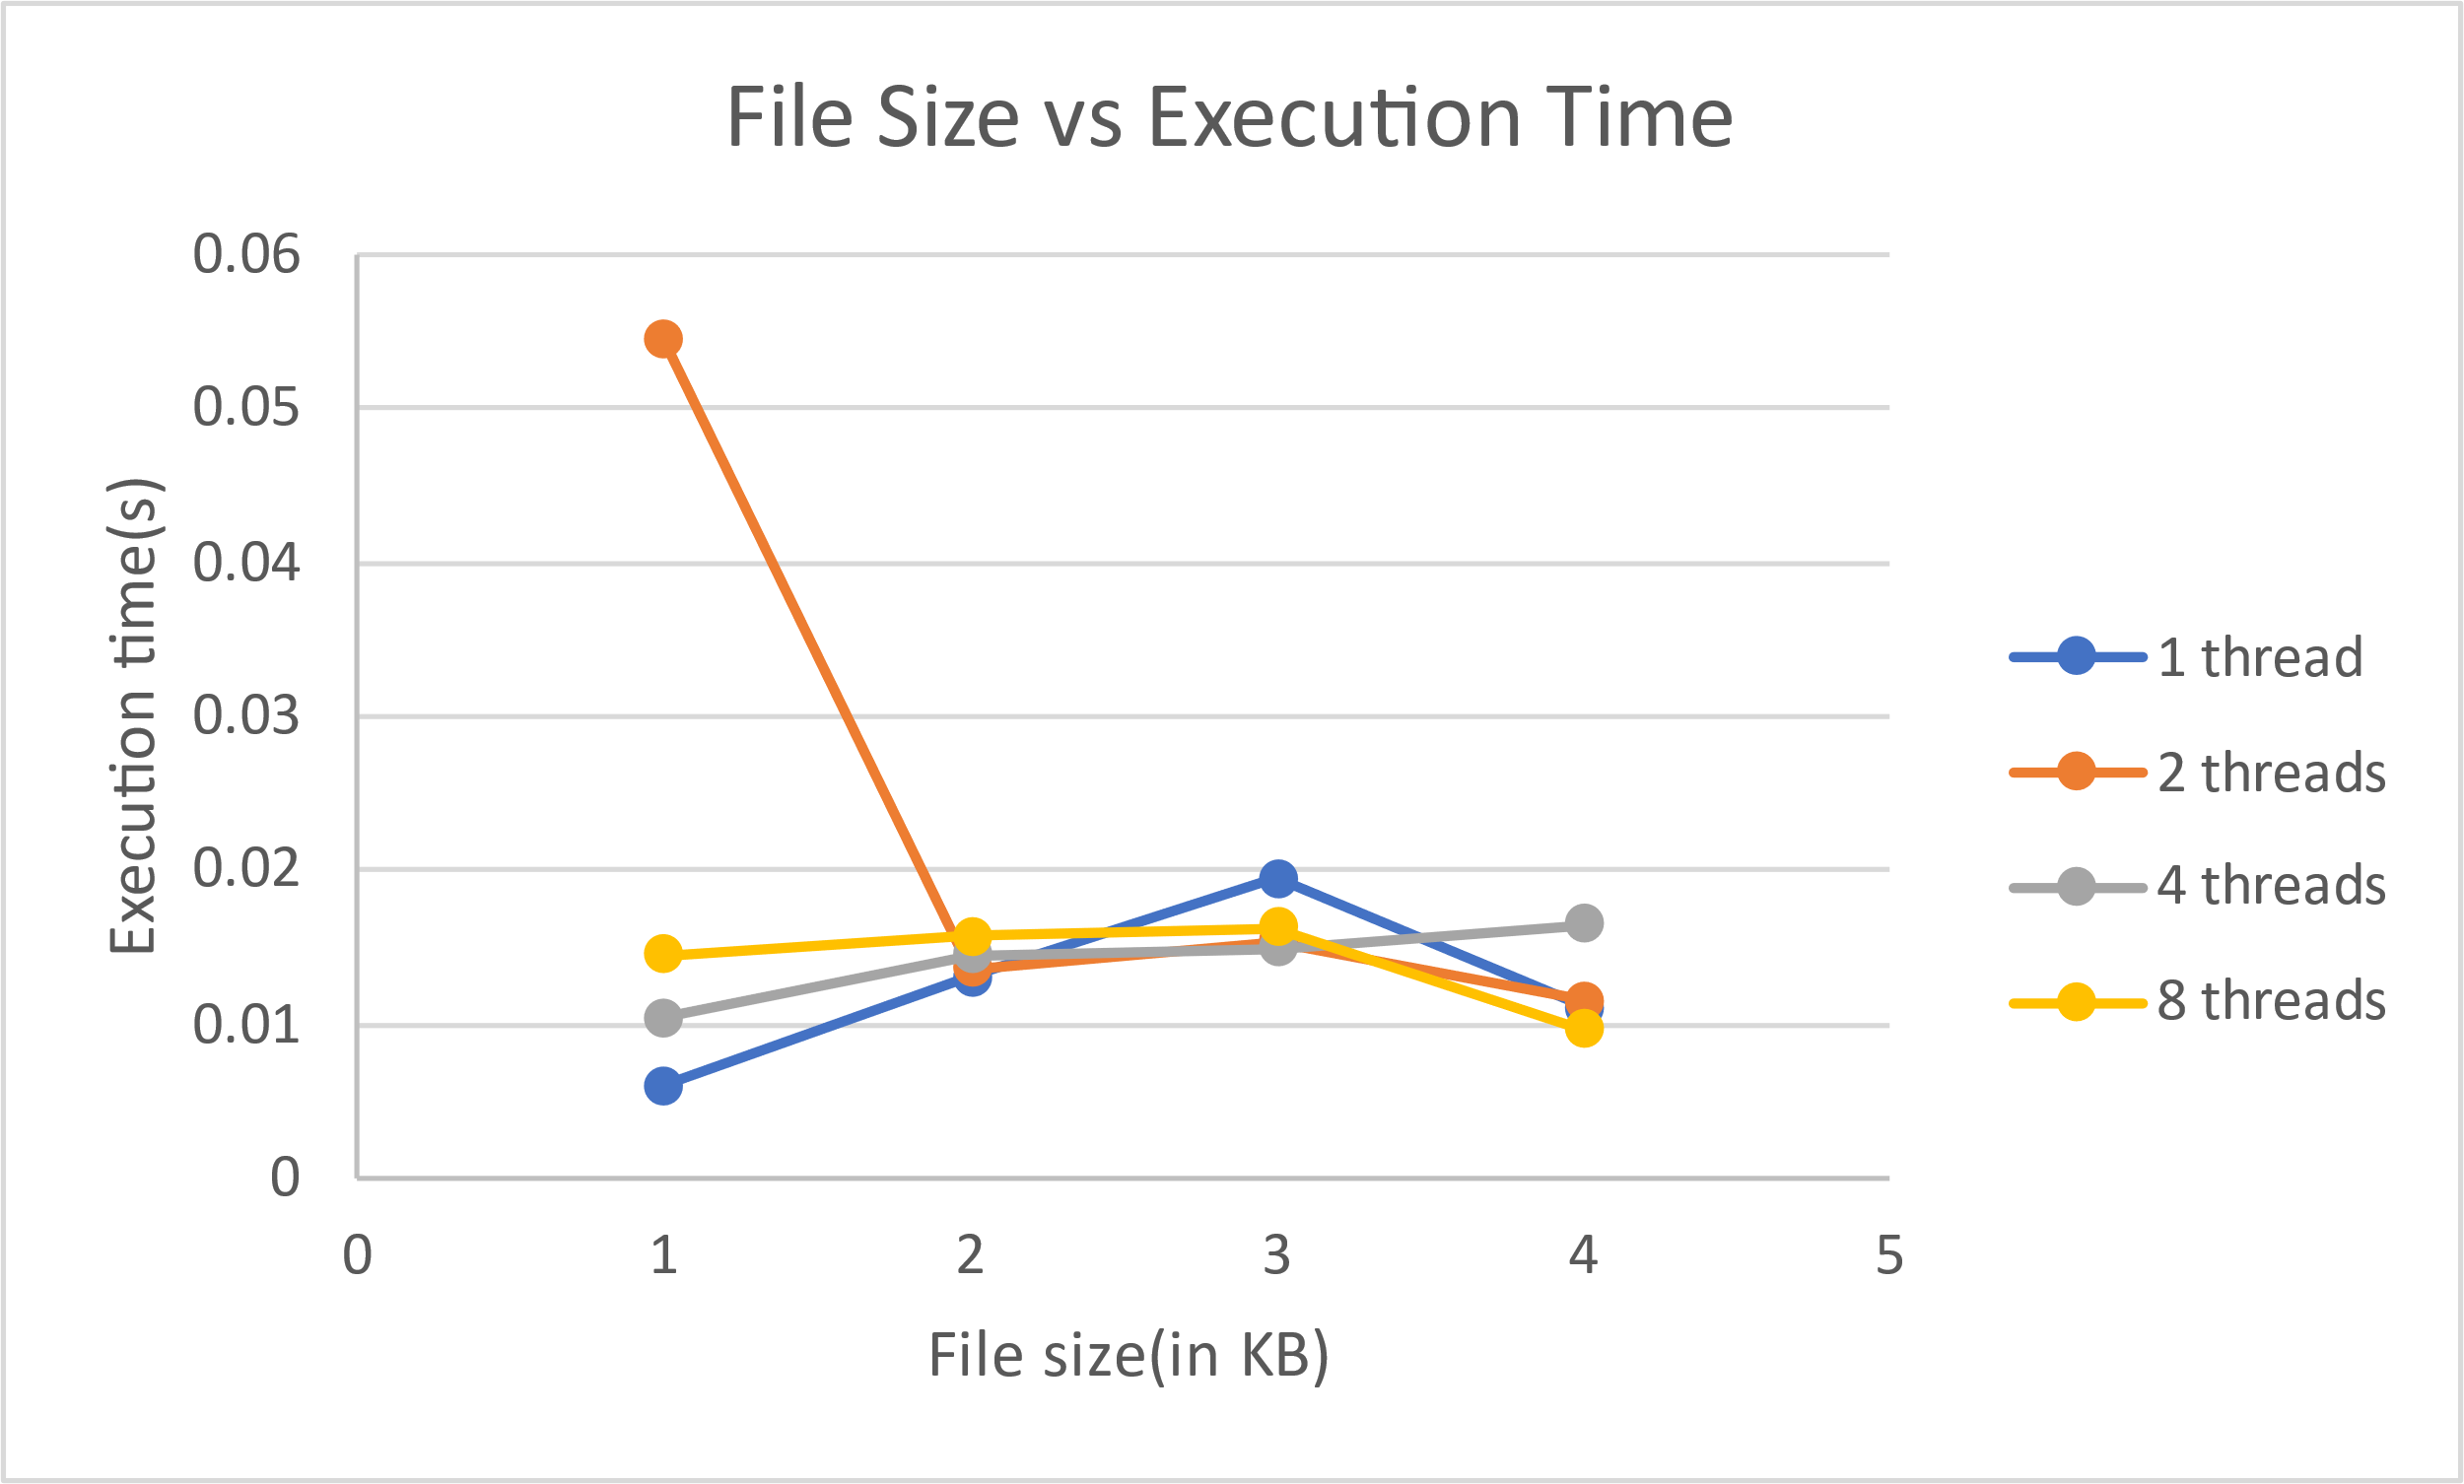 File Size vs Execution Time
Execution time(s)
0.06
0.05
0.04
0.03
0.02
0.01
0
0 1 2 3 4 5
File size(in KB)
1 thread
2 threads
4 threads
8 threads